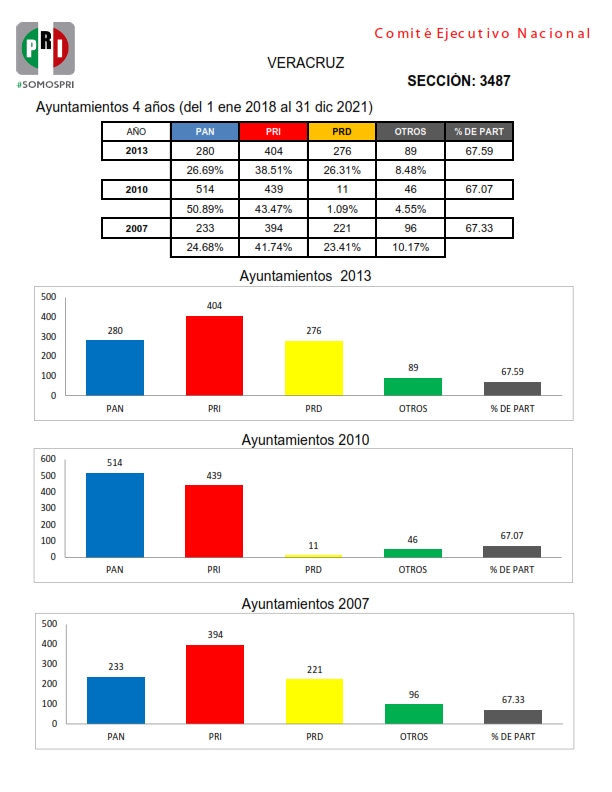 Comité Ejecutivo Nacional
PRI
#SOMOSPRI
VERACRUZ
SECCIÓN: 3487
Ayuntamientos 4 años (del 1 ene 2018 al 31 dic 2021)
AÑO PAN PRI PRD OTROS % DE PART
2013 280 404 276 89 67.59
26.69% 38.51% 26.31% 8.48%
2010 514 439 11 46 67.07
50.89% 43.47% 1.09% 4.55%
2007 233 394 221 96 67.33
24.68% 41.74% 23.41% 10.17%
Ayuntamientos 2013
500
400
300
200
100
0
280 404 276 89 67.59
PAN PRI PRD OTROS % DE PART
Ayuntamientos 2010
600
500
400
300
200
100
0
514 439 11 46 67.07
PAN PRI PRD OTROS % DE PART
Ayuntamientos 2007
500
400
300
200
100
0
233 394 221 96 67.33
PAN PRI PRD OTROS % DE PART